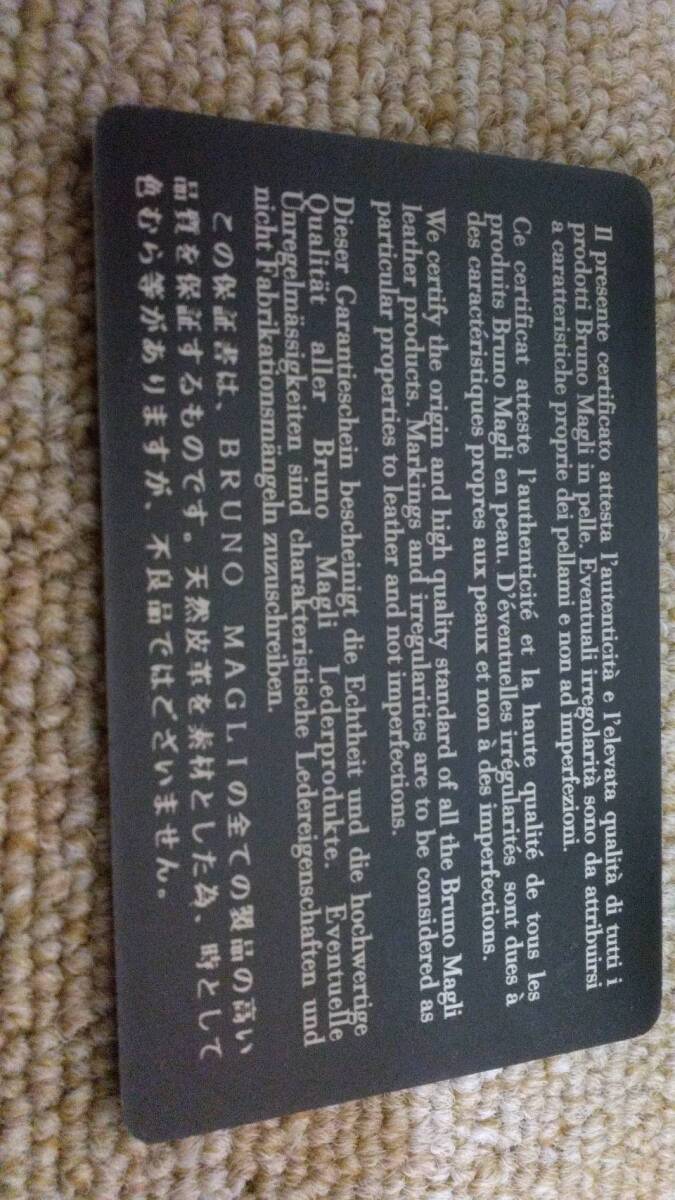 Il presente certificato attesta l'autenticità e l'elevata qualità di tutti i
prodotti Bruno Magli in pelle. Eventuali irregolarità sono da attribuirsi
a caratteristiche proprie dei pellami e non ad imperfezioni.
Ce certificat atteste l'authenticité et la haute qualité de tous les
produits Bruno Magli en peau. D'éventuelles irrégularités sont dues à
des caractéristiques propres aux peaux et non à des imperfections.
We certify the origin and high quality standard of all the Bruno Magli
leather products. Markings and irregularities are to be considered as
particular properties to leather and not imperfections.
Dieser Garantieschein bescheinigt die Echtheit und die hochwertige
Qualität aller Bruno Magli Lederprodukte. Eventuelle
Unregelmässigkeiten sind charakteristische Ledereigenschaften und
nicht Fabrikationsmängeln zuzuschreiben.
この保証書は、BRUNO MAGLIの全ての製品の高い
品質を保証するものです。天然皮革を素材とした為、時として
色むら等がありますが、不良品ではございません。